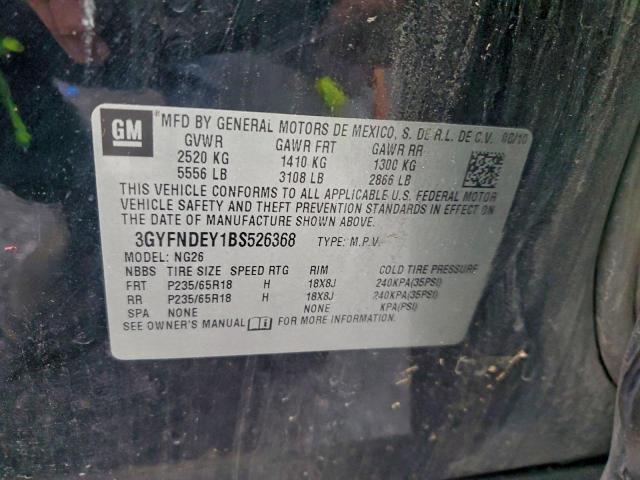 GM
*MFD BY GENERAL MOTORS DE MEXICO, S. DE R.L. DE C.V. 09/10
GVWR GAWR FRT GAWR RR
2520 KG 1410 KG 1300 KG
5556 LB 3108 LB 2866 LB
THIS VEHICLE CONFORMS TO ALL APPLICABLE U.S. FEDERAL MOTOR
VEHICLE SAFETY AND THEFT PREVENTION STANDARDS IN EFFECT ON
THE DATE OF MANUFACTURE SHOWN ABOVE.
3GYFNDEY1BS526368 TYPE: M.P.V.
MODEL: NG26
NBBS TIRE SIZE SPEED RTG RIM COLD TIRE PRESSURE
FRT P235/65R18 H 18X8J 240KPA(35PSI)
RR P235/65R18 H 18X8J 240KPA(35PSI)
SPA NONE NONE KPA(PSI)
SEE OWNER'S MANUAL FOR MORE INFORMATION.